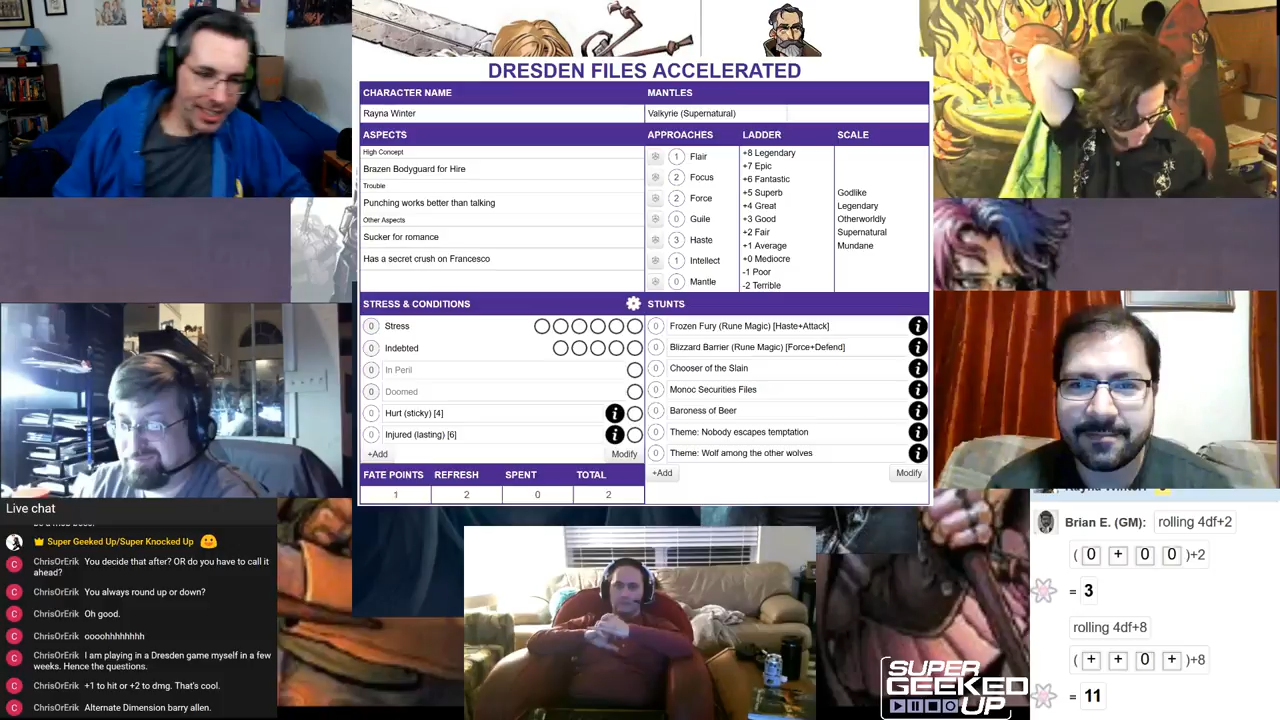 DRESDEN FILES ACCELERATED
CHARACTER NAME
Rayna Winter
MANTLES
Valkyrie (Supernatural)
ASPECTS
High Concept
Brazen Bodyguard for Hire
Trouble
Punching works better than talking
Other Aspects
Sucker for romance
Has a secret crush on Francesco
APPROACHES
1 Flair
2 Focus
2 Force
0 Guile
3 Haste
1 Intellect
0 Mantle
LADDER
+8 Legendary
+7 Epic
+6 Fantastic
+5 Superb
+4 Great
+3 Good
+2 Fair
+1 Average
+0 Mediocre
-1 Poor
-2 Terrible
SCALE
Godlike
Legendary
Otherworldly
Supernatural
Mundane
STRESS & CONDITIONS
0 Stress
0 Indebted
0 In Peril
0 Doomed
0 Hurt (sticky) [4] i
0 Injured (lasting) [6] i
+Add Modify
FATE POINTS REFRESH SPENT TOTAL
1 2 0 2
STUNTS
0 Frozen Fury (Rune Magic) [Haste+Attack] i
0 Blizzard Barrier (Rune Magic) [Force+Defend] i
0 Chooser of the Slain i
0 Monoc Securities Files i
0 Baroness of Beer i
0 Theme: Nobody escapes temptation i
0 Theme: Wolf among the other wolves i
+Add Modify
Live chat
Super Geeked Up/Super Knocked Up
C ChrisOrErik You decide that after? OR do you have to call it
ahead?
C ChrisOrErik You always round up or down?
C ChrisOrErik Oh good.
C ChrisOrErik oooohhhhhhhh
C ChrisOrErik I am playing in a Dresden game myself in a few
weeks. Hence the questions.
C ChrisOrErik +1 to hit or +2 to dmg. That's cool.
C ChrisOrErik Alternate Dimension barry allen.
Brian E. (GM): rolling 4df+2
( 0 + 0 0 )+2
= 3
rolling 4df+8
( + + 0 + )+8
= 11
SUPER
GEEKED
UP